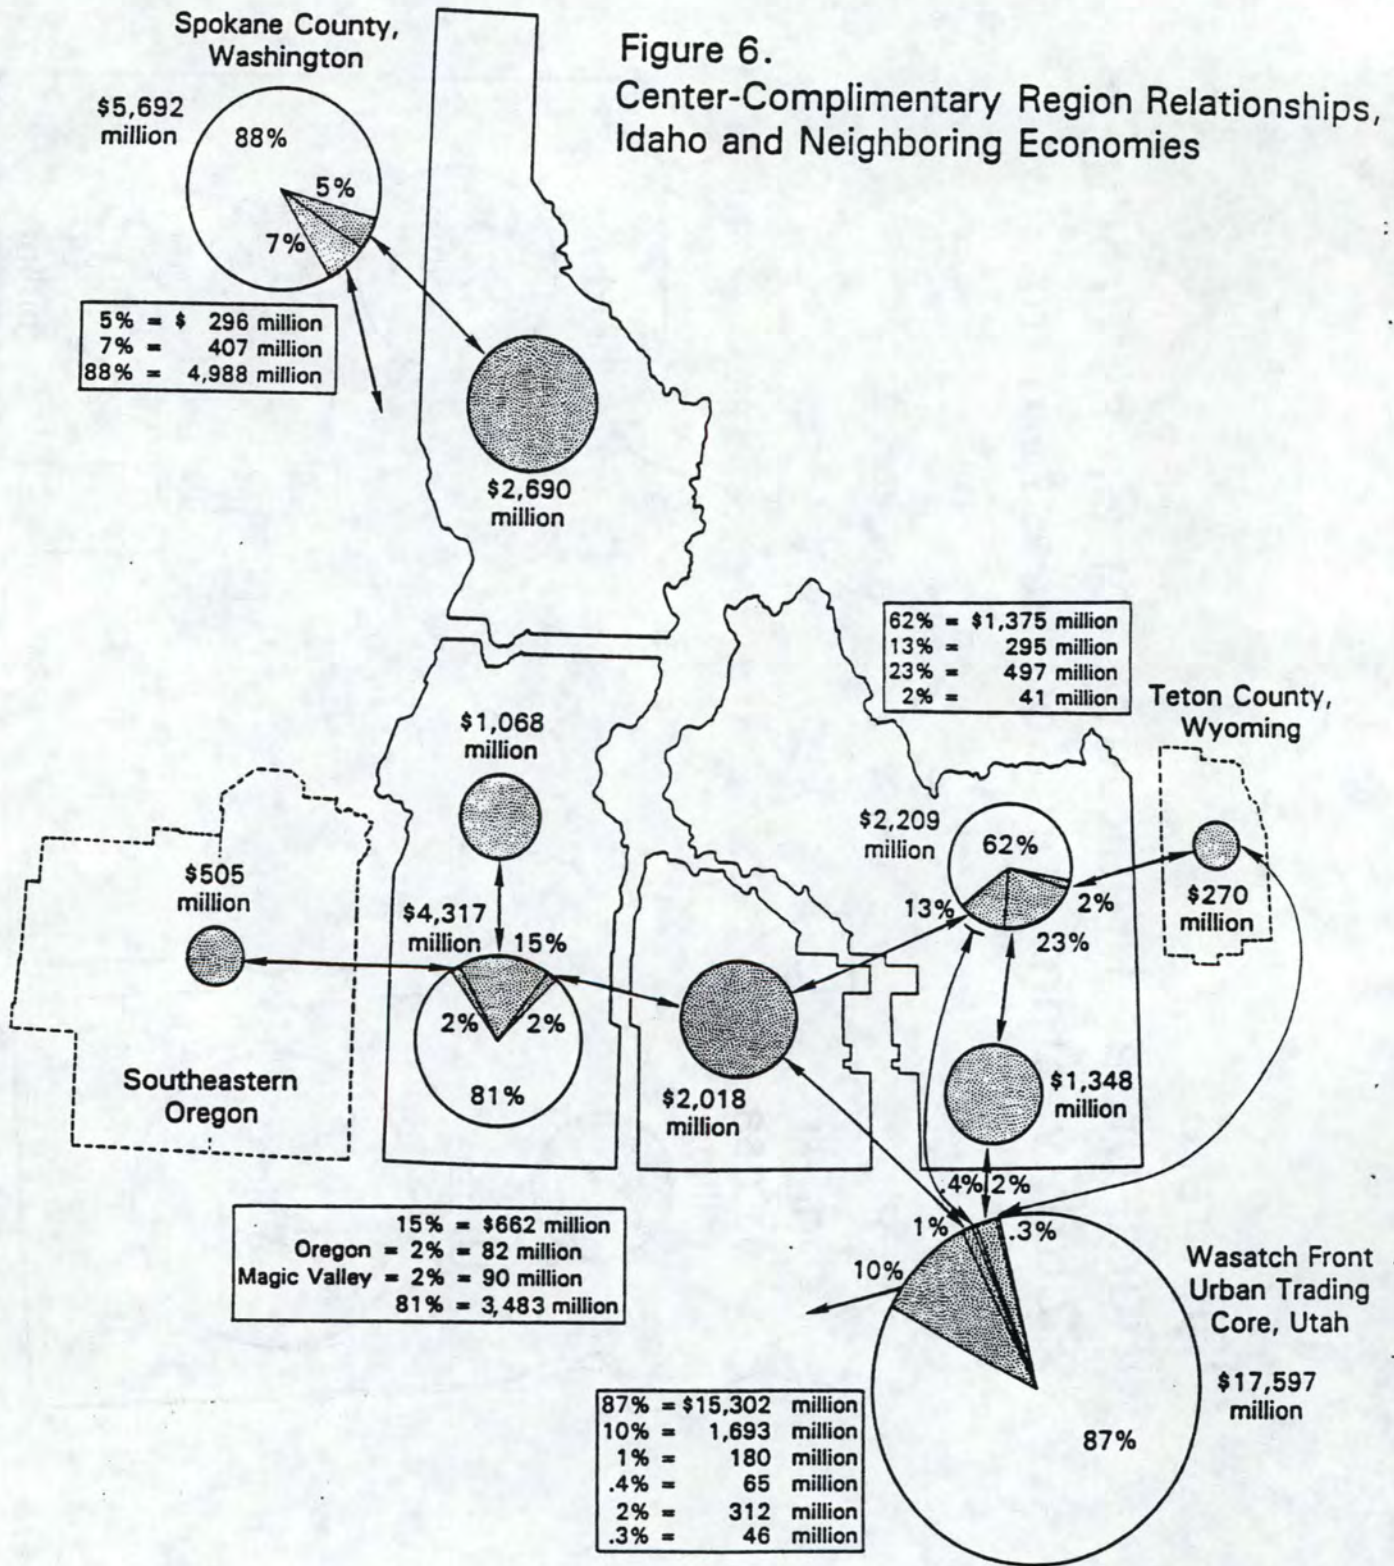 Figure 6.
Center-Complimentary Region Relationships,
Idaho and Neighboring Economies
Spokane County,
Washington
$5,692
million
88%
5%
7%
5% = $ 296 million
7% = 407 million
88% = 4,988 million
$2,690
million
62% = $1,375 million
13% = 295 million
23% = 497 million
2% = 41 million
Teton County,
Wyoming
$1,068
million
$2,209
million
62%
13%
23%
2%
$270
million
$505
million
$4,317
million
15%
2%
2%
81%
Southeastern
Oregon
$2,018
million
$1,348
million
15% = $662 million
Oregon = 2% = 82 million
Magic Valley = 2% = 90 million
81% = 3,483 million
.4%
2%
1%
.3%
10%
Wasatch Front
Urban Trading
Core, Utah
$17,597
million
87%
87% = $15,302 million
10% = 1,693 million
1% = 180 million
.4% = 65 million
2% = 312 million
.3% = 46 million